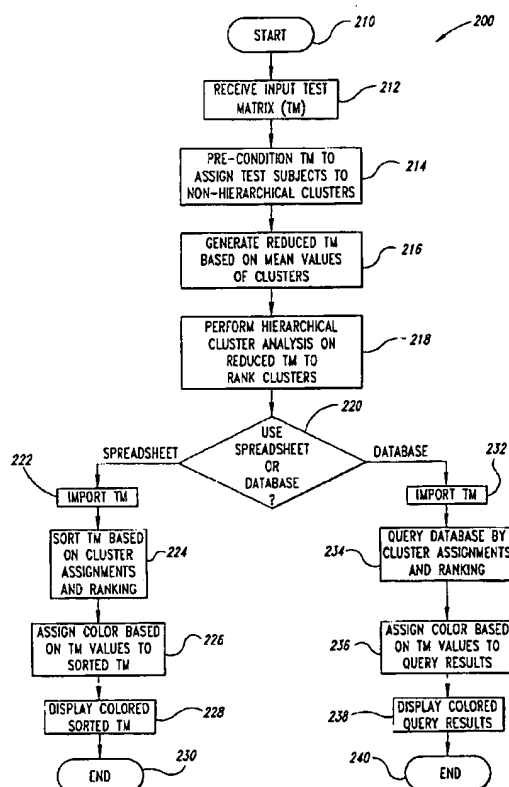 START
210
200
RECEIVE INPUT TEST
MATRIX (TM)
212
PRE-CONDITION TM TO
ASSIGN TEST SUBJECTS TO
NON-HIERARCHICAL CLUSTERS
214
GENERATE REDUCED TM
BASED ON MEAN VALUES
OF CLUSTERS
216
PERFORM HIERARCHICAL
CLUSTER ANALYSIS ON
REDUCED TM TO
RANK CLUSTERS
218
220
USE
SPREADSHEET
OR
DATABASE
?
SPREADSHEET
DATABASE
222
IMPORT TM
SORT TM BASED
ON CLUSTER
ASSIGNMENTS
AND RANKING
224
ASSIGN COLOR BASED
ON TM VALUES TO
SORTED TM
226
DISPLAY COLORED
SORTED TM
228
END
230
232
IMPORT TM
QUERY DATABASE BY
CLUSTER ASSIGNMENTS
AND RANKING
234
ASSIGN COLOR BASED
ON TM VALUES TO
QUERY RESULTS
236
DISPLAY COLORED
QUERY RESULTS
238
END
240